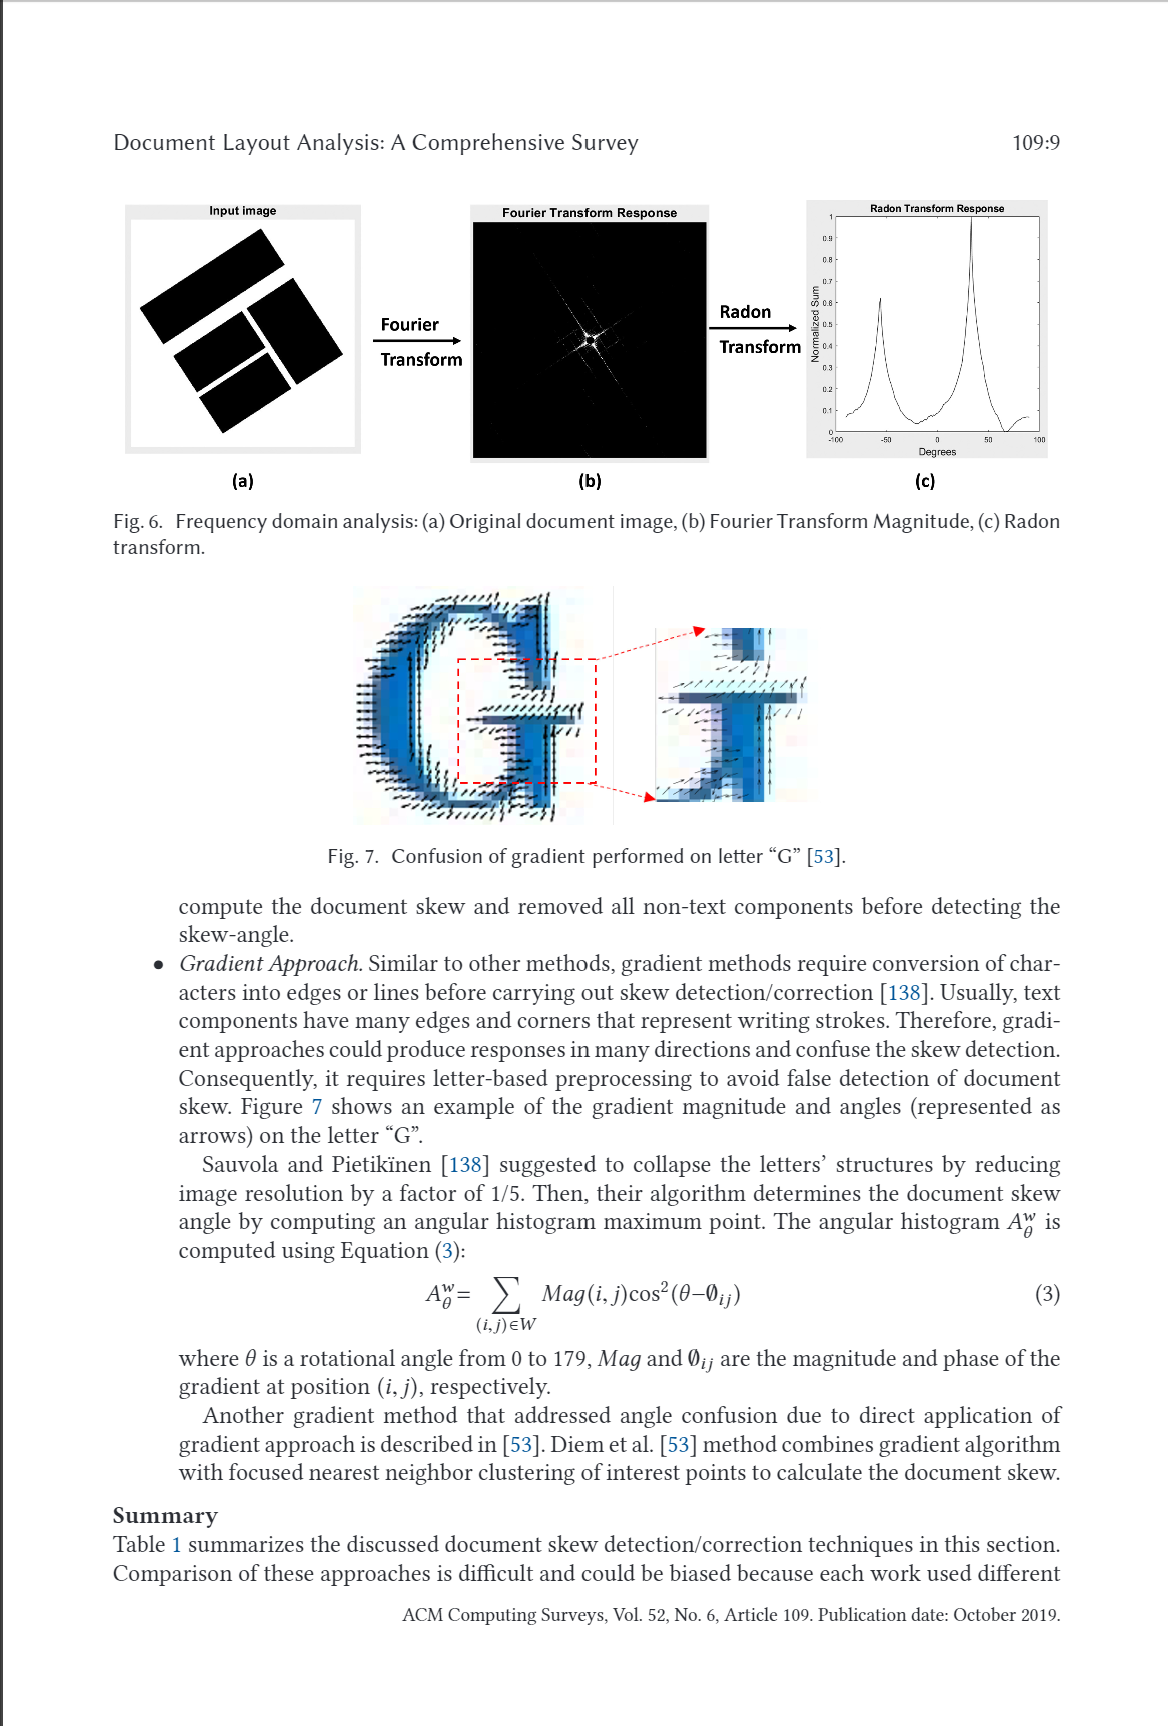 Document Layout Analysis: A Comprehensive Survey 109:9
Input image
Fourier
Transform
Fourier Transform Response
Radon
Transform
Radon Transform Response
Normalized Sum
1
0.9
0.8
0.7
0.6
0.5
0.4
0.3
0.2
0.1
0
-100 -50 0 50 100
Degrees
(a) (b) (c)
Fig. 6. Frequency domain analysis: (a) Original document image, (b) Fourier Transform Magnitude, (c) Radon
transform.
Fig. 7. Confusion of gradient performed on letter “G” [53].
compute the document skew and removed all non-text components before detecting the
skew-angle.
• Gradient Approach. Similar to other methods, gradient methods require conversion of char-
acters into edges or lines before carrying out skew detection/correction [138]. Usually, text
components have many edges and corners that represent writing strokes. Therefore, gradi-
ent approaches could produce responses in many directions and confuse the skew detection.
Consequently, it requires letter-based preprocessing to avoid false detection of document
skew. Figure 7 shows an example of the gradient magnitude and angles (represented as
arrows) on the letter “G”.
Sauvola and Pietikïnen [138] suggested to collapse the letters’ structures by reducing
image resolution by a factor of 1/5. Then, their algorithm determines the document skew
angle by computing an angular histogram maximum point. The angular histogram A^w_θ is
computed using Equation (3):
A^w_θ = ∑_{(i,j)∈W} Mag(i, j)cos²(θ−∅_{ij}) (3)
where θ is a rotational angle from 0 to 179, Mag and ∅_{ij} are the magnitude and phase of the
gradient at position (i, j), respectively.
Another gradient method that addressed angle confusion due to direct application of
gradient approach is described in [53]. Diem et al. [53] method combines gradient algorithm
with focused nearest neighbor clustering of interest points to calculate the document skew.
Summary
Table 1 summarizes the discussed document skew detection/correction techniques in this section.
Comparison of these approaches is difficult and could be biased because each work used different
ACM Computing Surveys, Vol. 52, No. 6, Article 109. Publication date: October 2019.